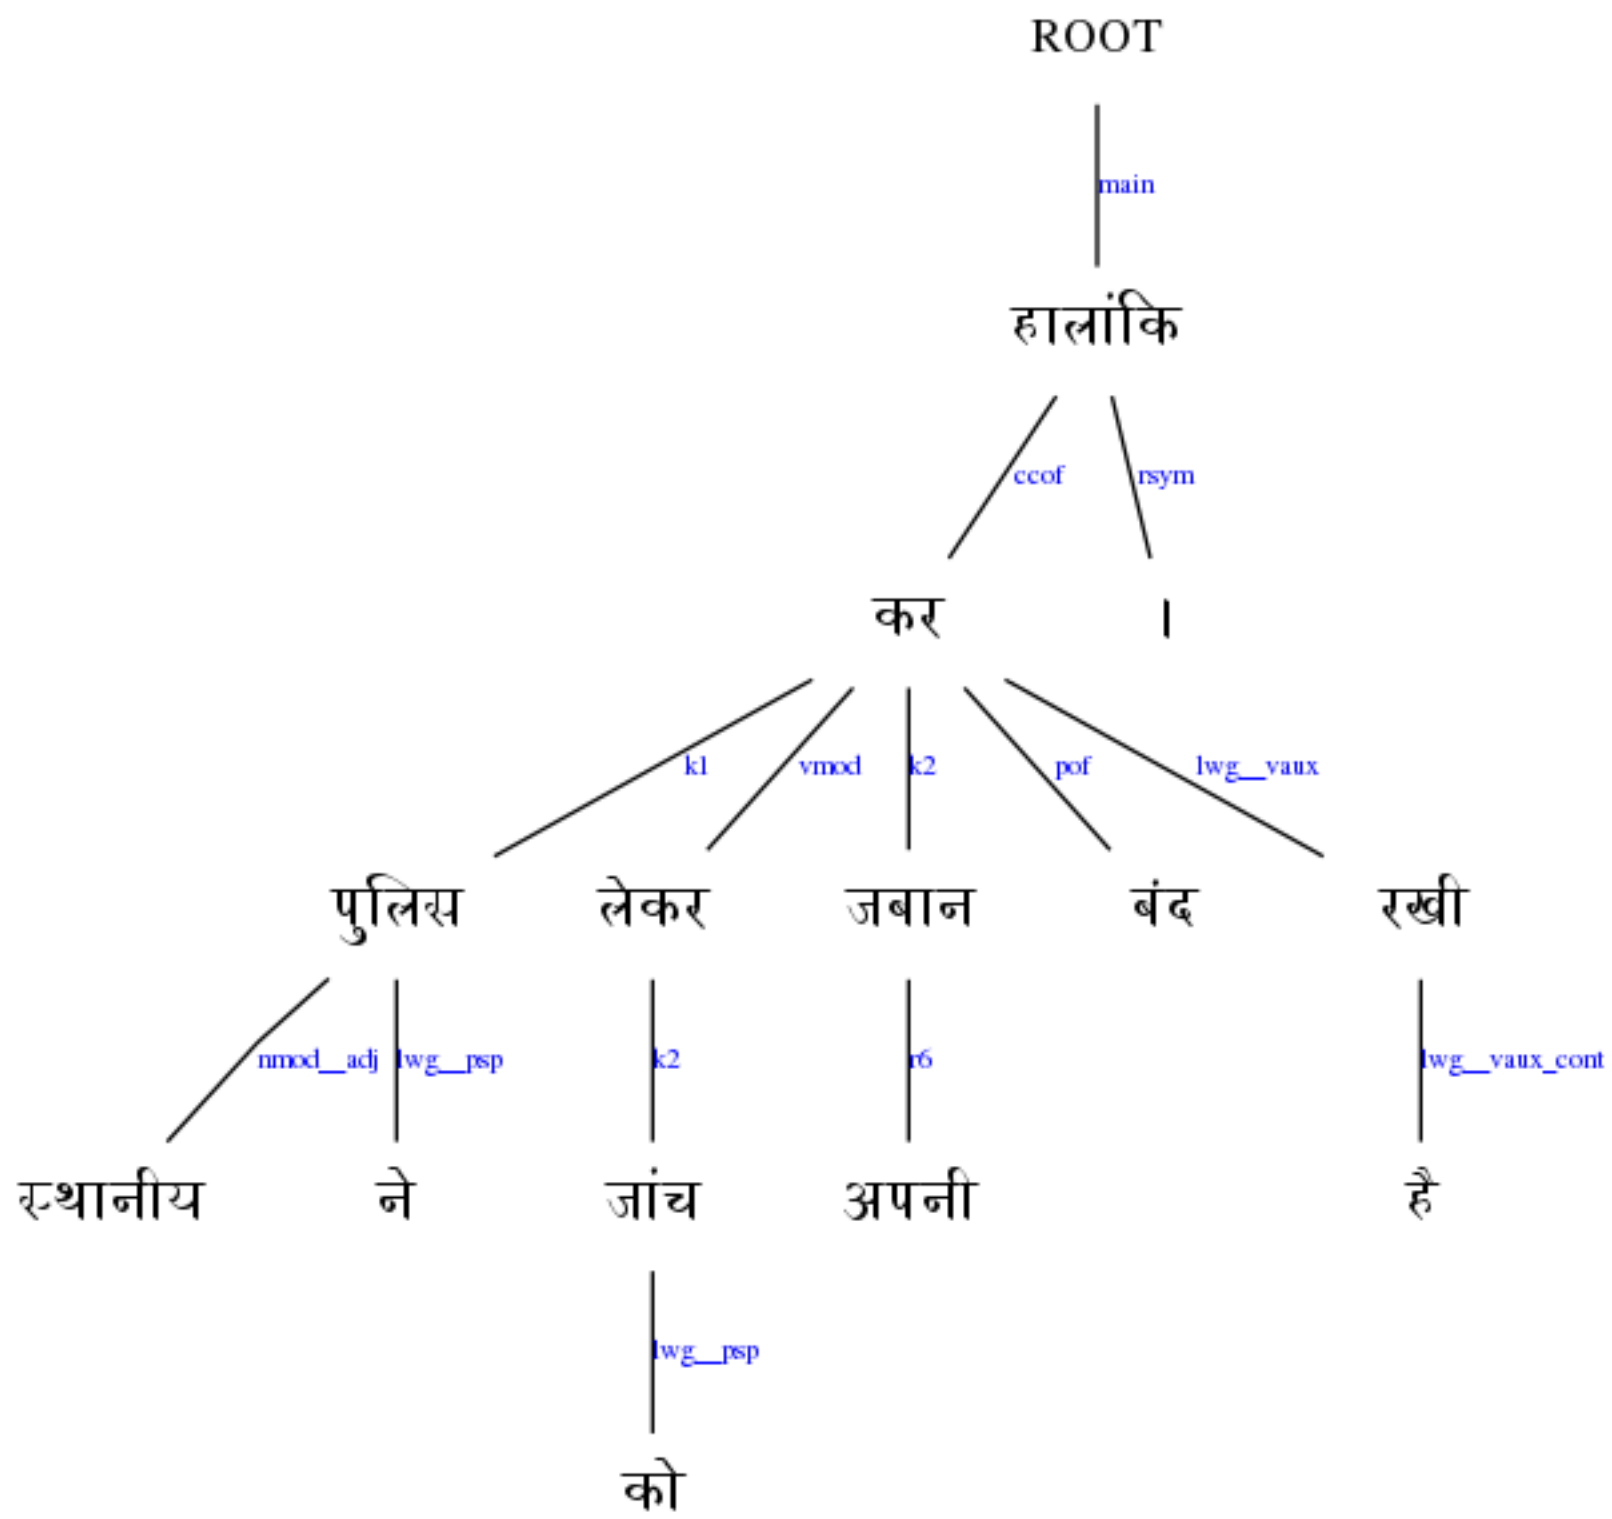 ROOT
main
हालांकि
ccof rsym
कर ।
k1 vmod k2 pof lwg__vaux
पुलिस लेकर जबान बंद रखी
nmod__adj lwg__psp k2 r6 lwg__vaux_cont
स्थानीय ने जांच अपनी है
lwg__psp
को